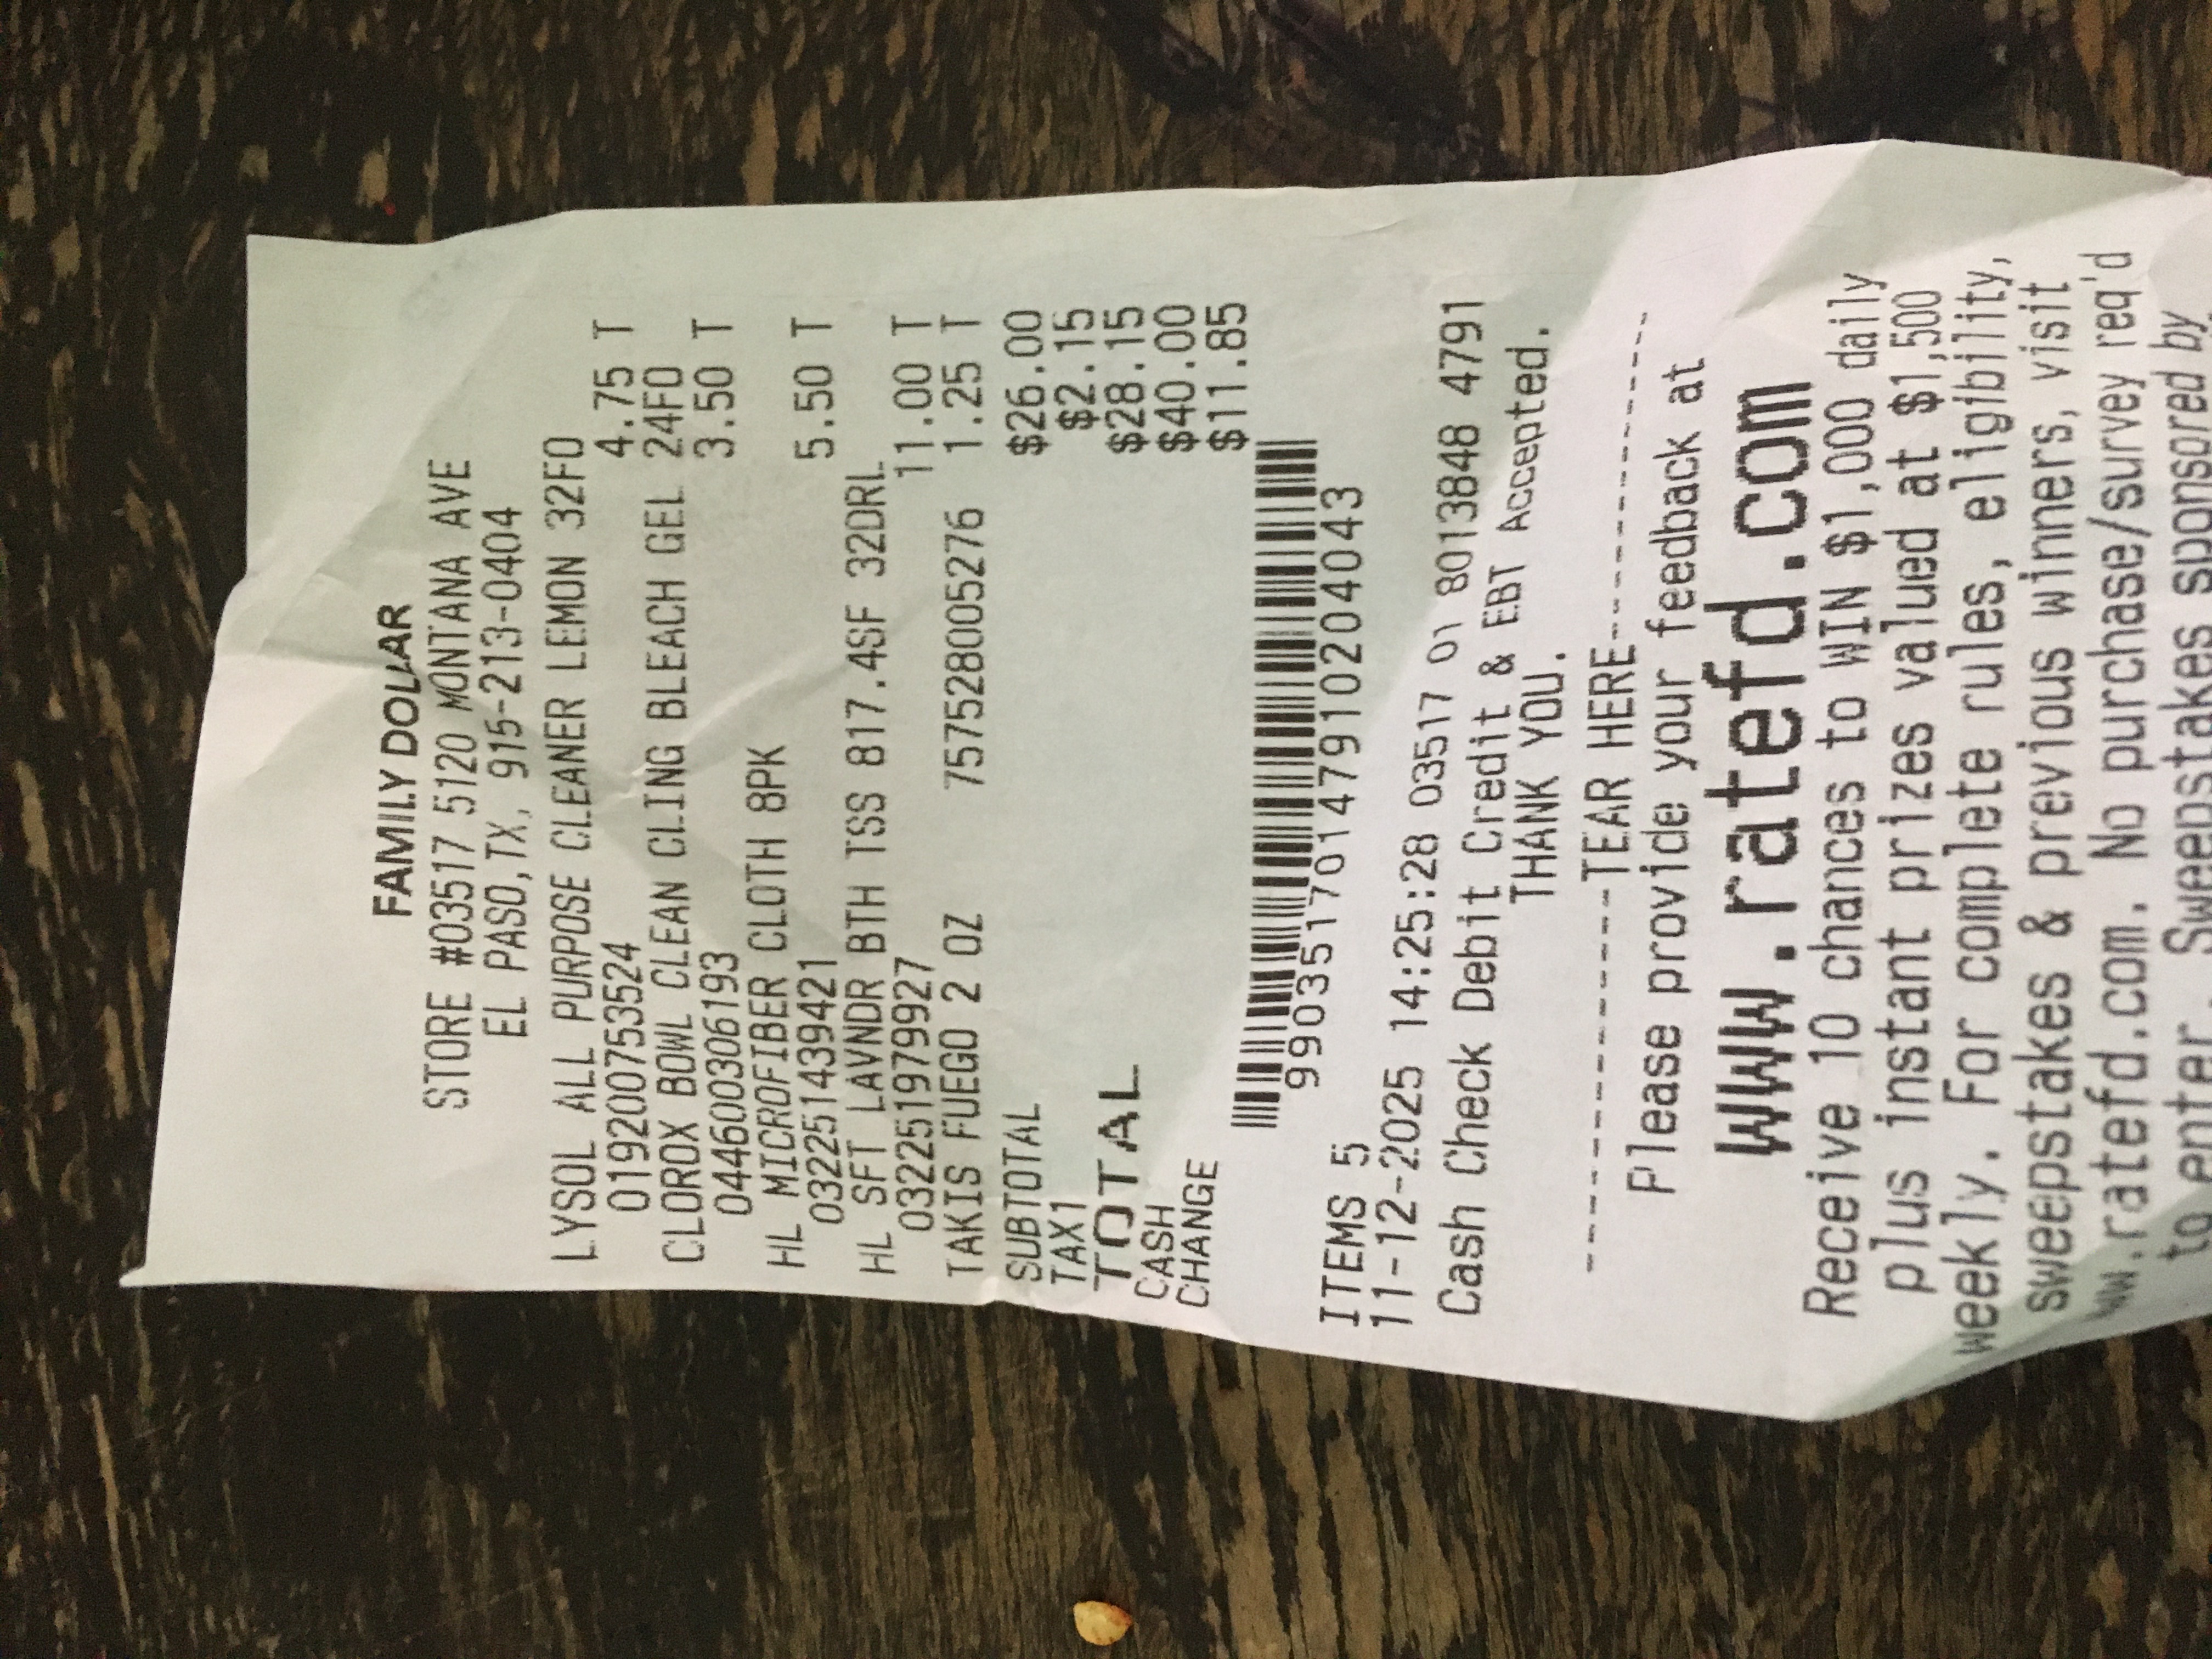 FAMILY DOLLAR
STORE #03517 5120 MONTANA AVE
EL PASO,TX, 915-213-0404
LYSOL ALL PURPOSE CLEANER LEMON 32FO
019200753524 4.75 T
CLOROX BOWL CLEAN CLING BLEACH GEL 24FO
044600306193 3.50 T
HL MICROFIBER CLOTH 8PK
032251439421 5.50 T
HL SFT LAVNDR BTH TSS 817.4SF 32DRL
032251979927 11.00 T
TAKIS FUEGO 2 OZ 757528005276 1.25 T
SUBTOTAL $26.00
TAX1 $2.15
TOTAL $28.15
CASH $40.00
CHANGE $11.85
99035170147910204043
ITEMS 5
11-12-2025 14:25:28 03517 01 8013848 4791
Cash Check Debit Credit & EBT Accepted.
THANK YOU.
--------------TEAR HERE--------------
Please provide your feedback at
www.ratefd.com
Receive 10 chances to WIN $1,000 daily
plus instant prizes valued at $1,500
weekly. For complete rules, eligibility,
sweepstakes & previous winners, visit
www.ratefd.com. No purchase/survey req'd
to enter. Sweepstakes sponsored by